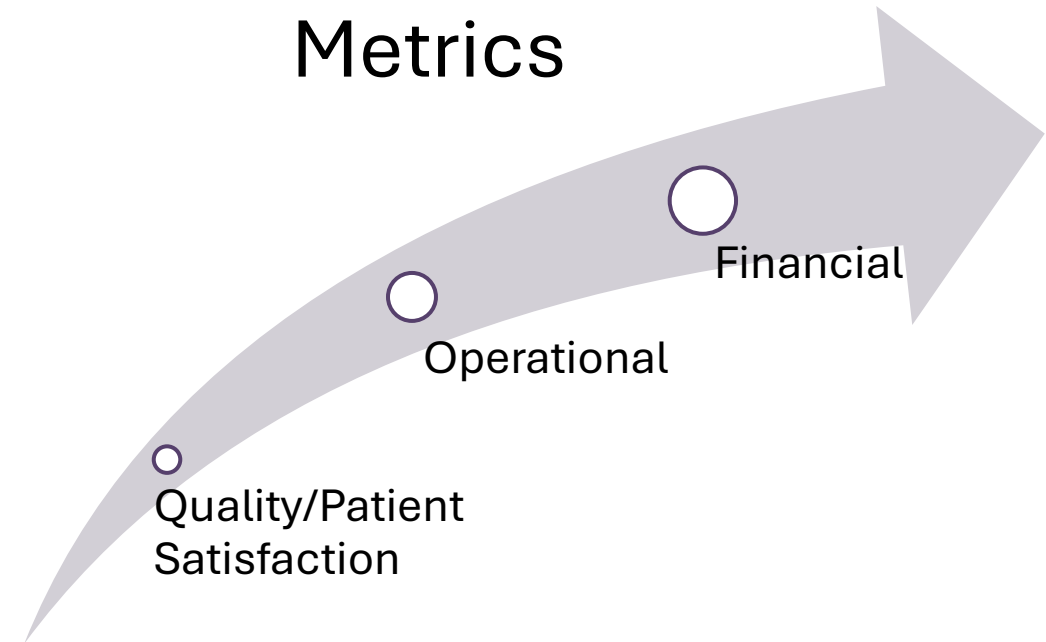 Metrics
Financial
Operational
Quality/Patient
Satisfaction